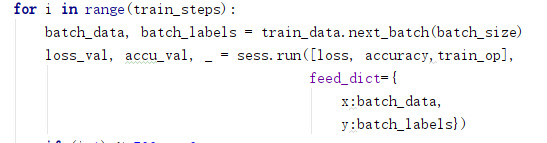 for i in range(train_steps):
batch_data, batch_labels = train_data.next_batch(batch_size)
loss_val, accu_val, _ = sess.run([loss, accuracy,train_op],
feed_dict={
x:batch_data,
y:batch_labels})